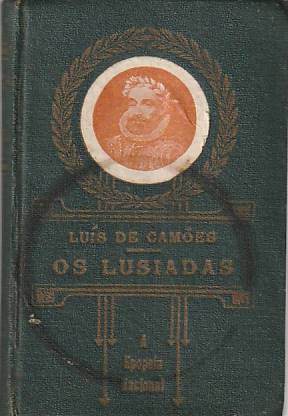 LUÍS DE CAMÕES
OS LUSIADAS
A
Epopeia
Nacional